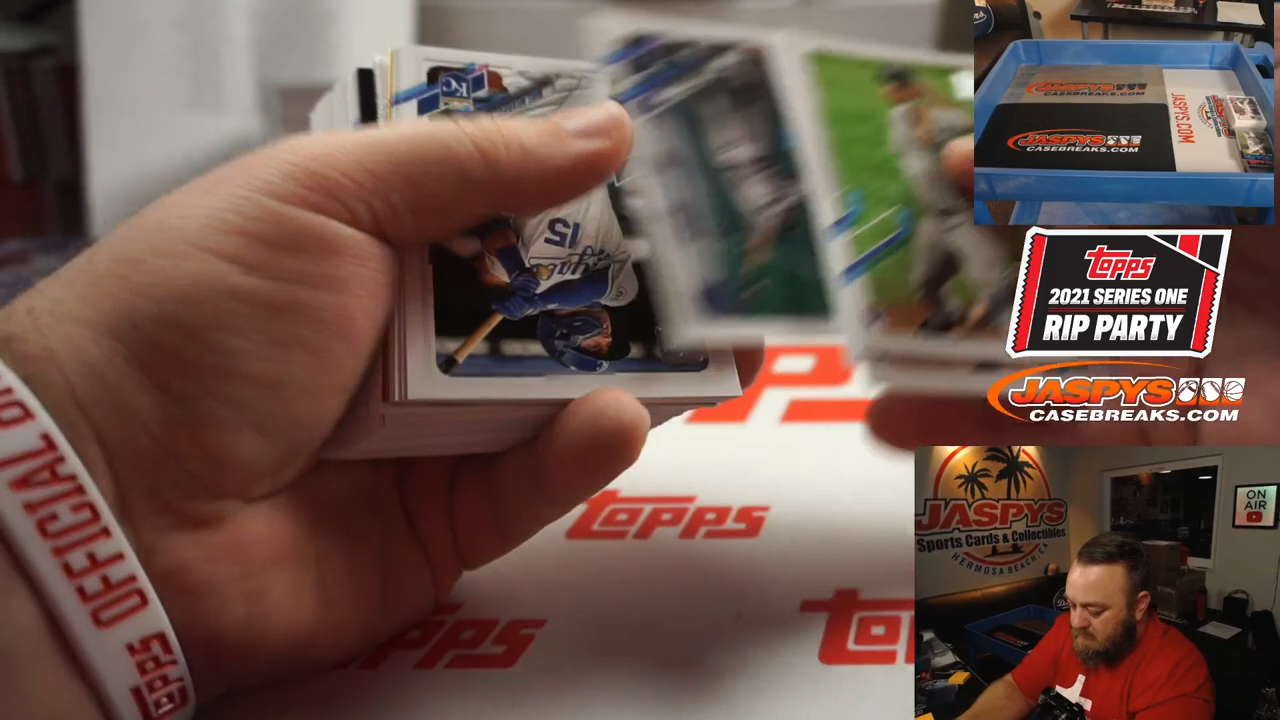 KC
15
JASPYS
CASEBREAKS.COM
JASPYS.COM
topps
2021 SERIES ONE
RIP PARTY
JASPYS
CASEBREAKS.COM
topps
topps
TOPPS OFFICIAL
JASPYS
Sports Cards & Collectibles
HERMOSA BEACH, CA
ON
AIR